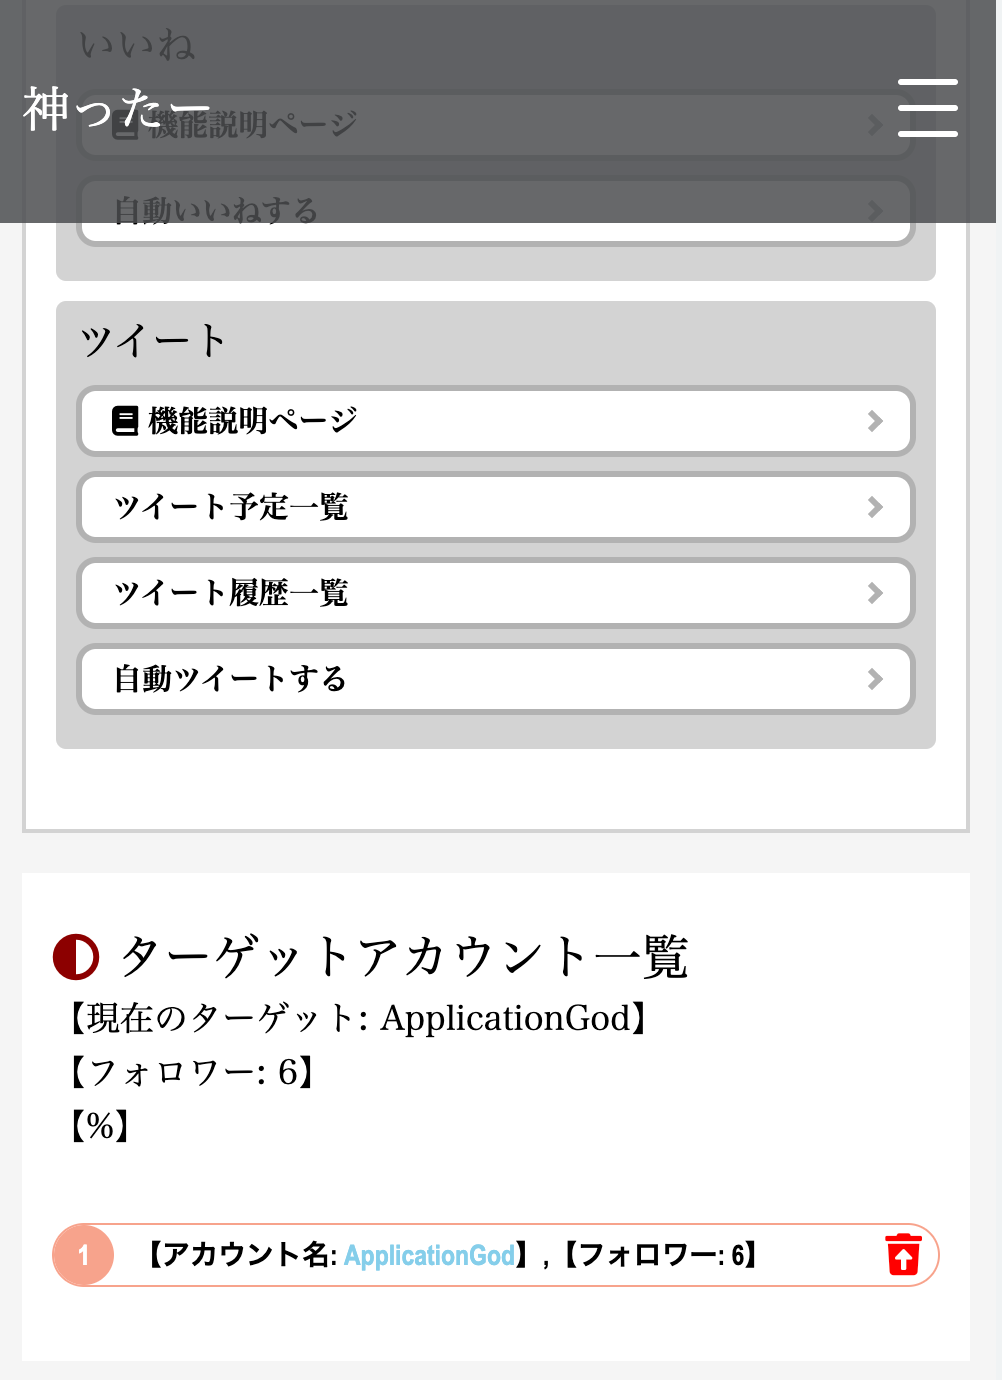 いいね
神ったー
機能説明ページ
自動いいねする
ツイート
機能説明ページ
ツイート予定一覧
ツイート履歴一覧
自動ツイートする
ターゲットアカウント一覧
【現在のターゲット: ApplicationGod】
【フォロワー: 6】
【%】
1 【アカウント名: ApplicationGod】,【フォロワー: 6】